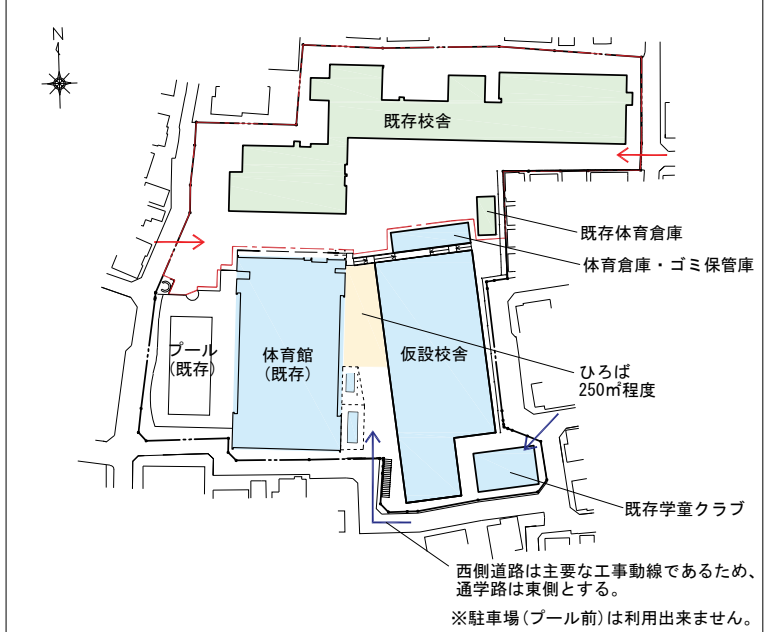 N
既存校舎
既存体育倉庫
体育倉庫・ゴミ保管庫
プール
(既存)
体育館
(既存)
仮設校舎
ひろば
250㎡程度
既存学童クラブ
西側道路は主要な工事動線であるため、
通学路は東側とする。
※駐車場(プール前)は利用出来ません。